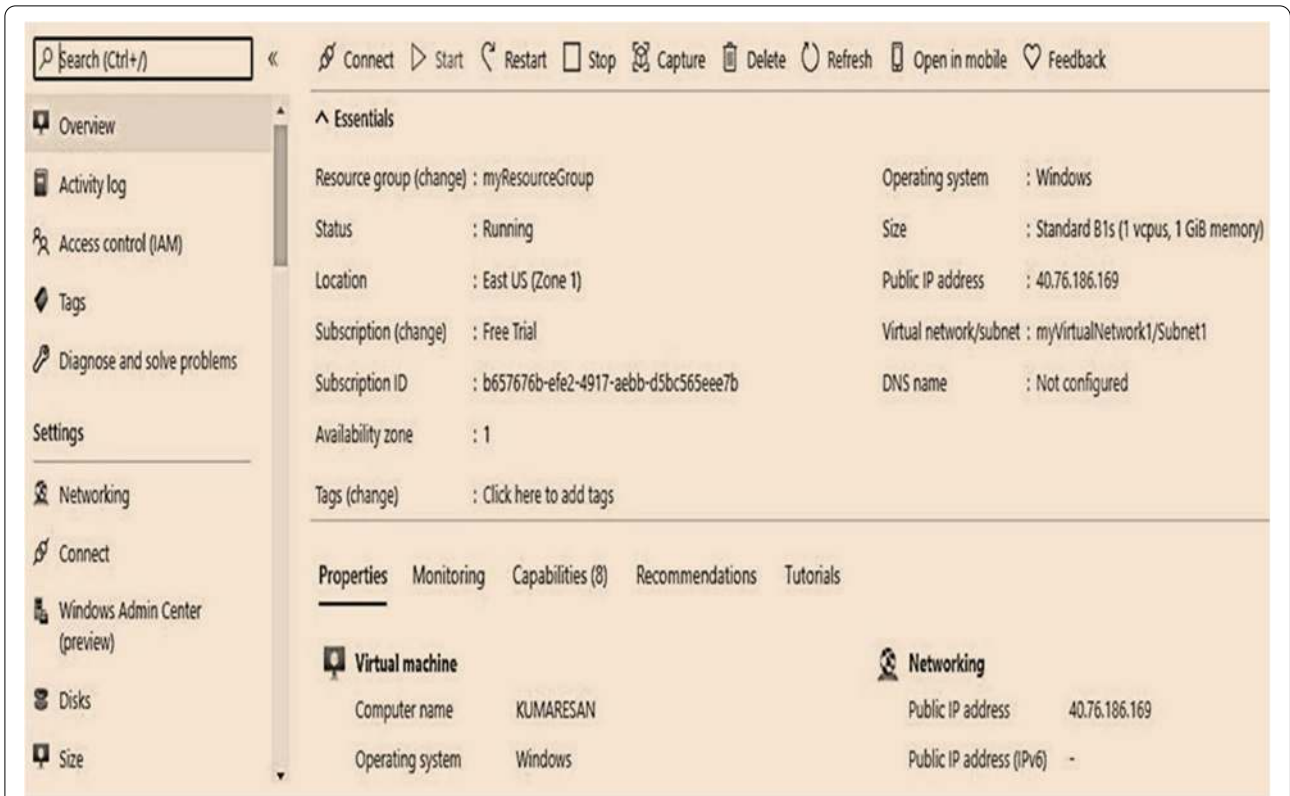 Search (Ctrl+/)
«
Connect Start Restart Stop Capture Delete Refresh Open in mobile Feedback
Overview
Activity log
Access control (IAM)
Tags
Diagnose and solve problems
Settings
Networking
Connect
Windows Admin Center
(preview)
Disks
Size
Essentials
Resource group (change) : myResourceGroup
Status : Running
Location : East US (Zone 1)
Subscription (change) : Free Trial
Subscription ID : b657676b-efe2-4917-aebb-d5bc565eee7b
Availability zone : 1
Tags (change) : Click here to add tags
Operating system : Windows
Size : Standard B1s (1 vcpus, 1 GiB memory)
Public IP address : 40.76.186.169
Virtual network/subnet : myVirtualNetwork1/Subnet1
DNS name : Not configured
Properties Monitoring Capabilities (8) Recommendations Tutorials
Virtual machine
Computer name KUMARESAN
Operating system Windows
Networking
Public IP address 40.76.186.169
Public IP address (IPv6) -